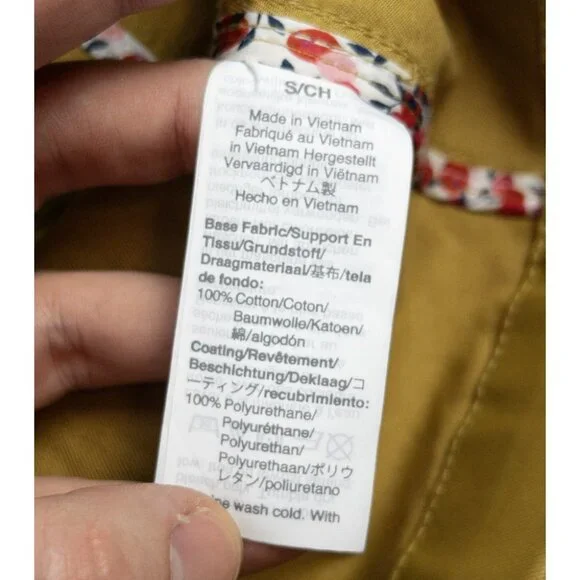 S/CH
Made in Vietnam
Fabriqué au Vietnam
in Vietnam Hergestellt
Vervaardigd in Viëtnam
ベトナム製
Hecho en Vietnam
Base Fabric/Support En
Tissu/Grundstoff/
Draagmateriaal/基布/tela
de fondo:
100% Cotton/Coton/
Baumwolle/Katoen/
綿/algodón
Coating/Revêtement/
Beschichtung/Deklaag/コ
ーティング/recubrimiento:
100% Polyurethane/
Polyuréthane/
Polyurethan/
Polyurethaan/ポリウ
レタン/poliuretano
wash cold. With